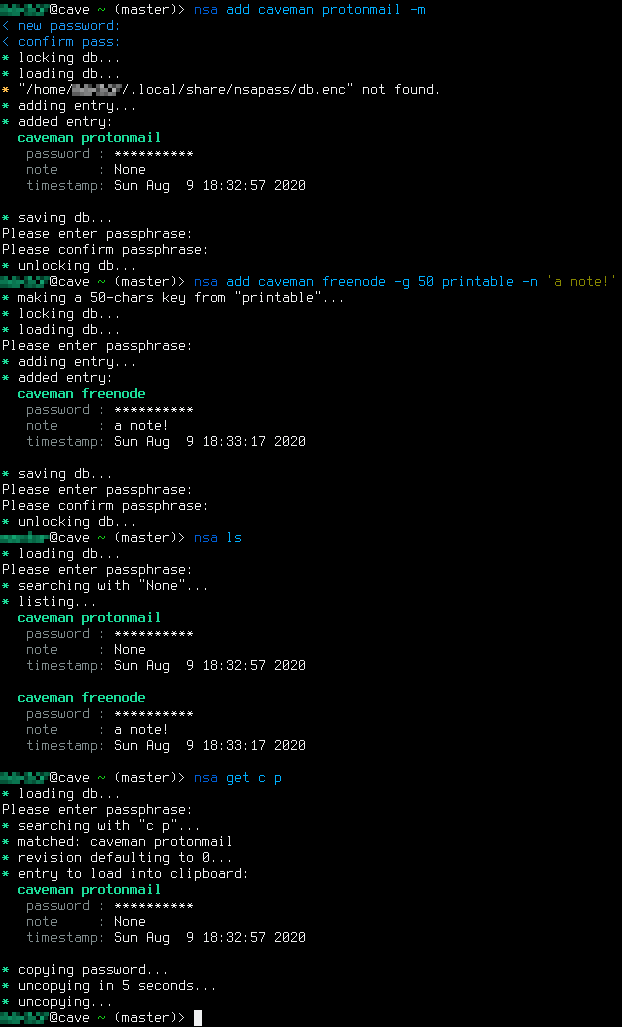 @cave ~ (master)> nsa add caveman protonmail -m
< new password:
< confirm pass:
* locking db...
* loading db...
* "/home/ /.local/share/nsapass/db.enc" not found.
* adding entry...
* added entry:
caveman protonmail
password : **********
note     : None
timestamp: Sun Aug  9 18:32:57 2020
* saving db...
Please enter passphrase:
Please confirm passphrase:
* unlocking db...
@cave ~ (master)> nsa add caveman freenode -g 50 printable -n 'a note!'
* making a 50-chars key from "printable"...
* locking db...
* loading db...
Please enter passphrase:
* adding entry...
* added entry:
caveman freenode
password : **********
note     : a note!
timestamp: Sun Aug  9 18:33:17 2020
* saving db...
Please enter passphrase:
Please confirm passphrase:
* unlocking db...
@cave ~ (master)> nsa ls
* loading db...
Please enter passphrase:
* searching with "None"...
* listing...
caveman protonmail
password : **********
note     : None
timestamp: Sun Aug  9 18:32:57 2020
caveman freenode
password : **********
note     : a note!
timestamp: Sun Aug  9 18:33:17 2020
@cave ~ (master)> nsa get c p
* loading db...
Please enter passphrase:
* searching with "c p"...
* matched: caveman protonmail
* revision defaulting to 0...
* entry to load into clipboard:
caveman protonmail
password : **********
note     : None
timestamp: Sun Aug  9 18:32:57 2020
* copying password...
* uncopying in 5 seconds...
* uncopying...
@cave ~ (master)>